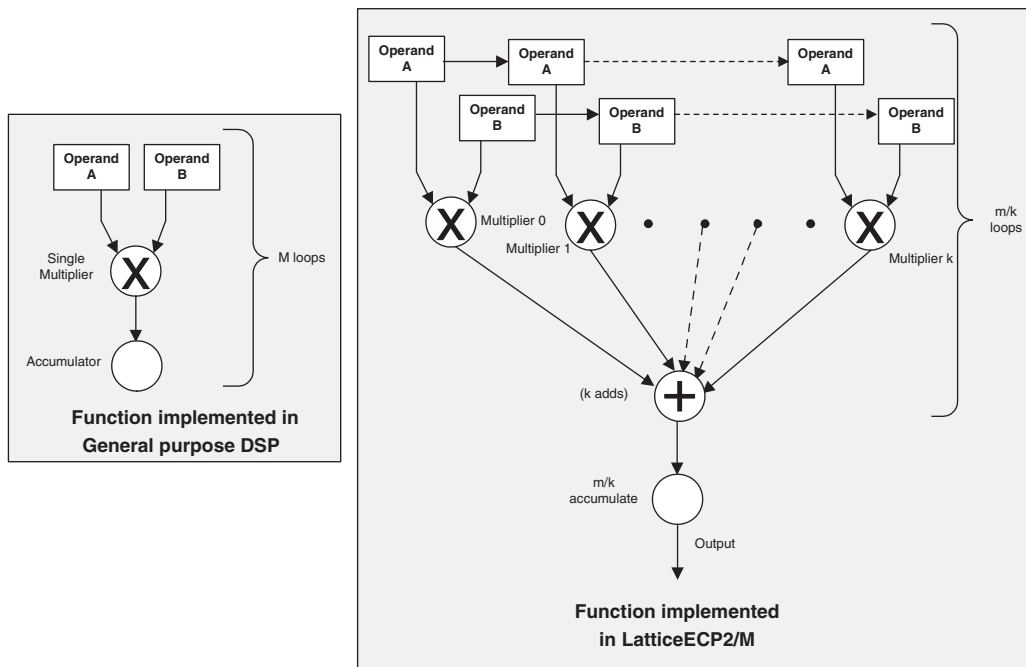 Operand
A
Operand
B
Single
Multiplier
X
Accumulator
M loops
Function implemented in
General purpose DSP
Operand
A
Operand
A
Operand
A
Operand
B
Operand
B
Operand
B
X
Multiplier 0
X
Multiplier 1
X
Multiplier k
m/k
loops
(k adds)
+
m/k
accumulate
Output
Function implemented
in LatticeECP2/M